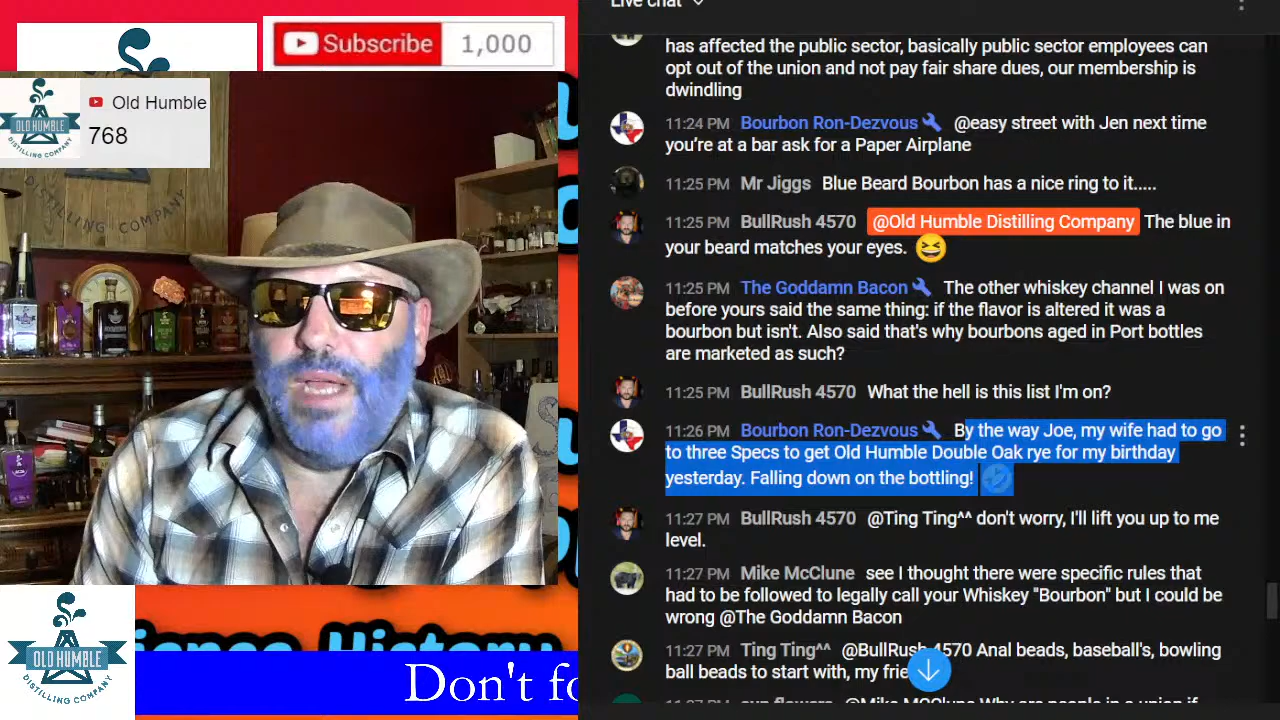 Subscribe 1,000
Old Humble
768
OLD HUMBLE
DISTILLING COMPANY
DISTILLING COMPANY
OLD HUMBLE
DISTILLING COMPANY
Don't fo
Live chat
has affected the public sector, basically public sector employees can
opt out of the union and not pay fair share dues, our membership is
dwindling
11:24 PM Bourbon Ron-Dezvous @easy street with Jen next time
you're at a bar ask for a Paper Airplane
11:25 PM Mr Jiggs Blue Beard Bourbon has a nice ring to it.....
11:25 PM BullRush 4570 @Old Humble Distilling Company The blue in
your beard matches your eyes. 😆
11:25 PM The Goddamn Bacon The other whiskey channel I was on
before yours said the same thing: if the flavor is altered it was a
bourbon but isn't. Also said that's why bourbons aged in Port bottles
are marketed as such?
11:25 PM BullRush 4570 What the hell is this list I'm on?
11:26 PM Bourbon Ron-Dezvous By the way Joe, my wife had to go
to three Specs to get Old Humble Double Oak rye for my birthday
yesterday. Falling down on the bottling! 🤣
11:27 PM BullRush 4570 @Ting Ting^^ don't worry, I'll lift you up to me
level.
11:27 PM Mike McClune see I thought there were specific rules that
had to be followed to legally call your Whiskey "Bourbon" but I could be
wrong @The Goddamn Bacon
11:27 PM Ting Ting^^ @BullRush 4570 Anal beads, baseball's, bowling
ball beads to start with, my frie